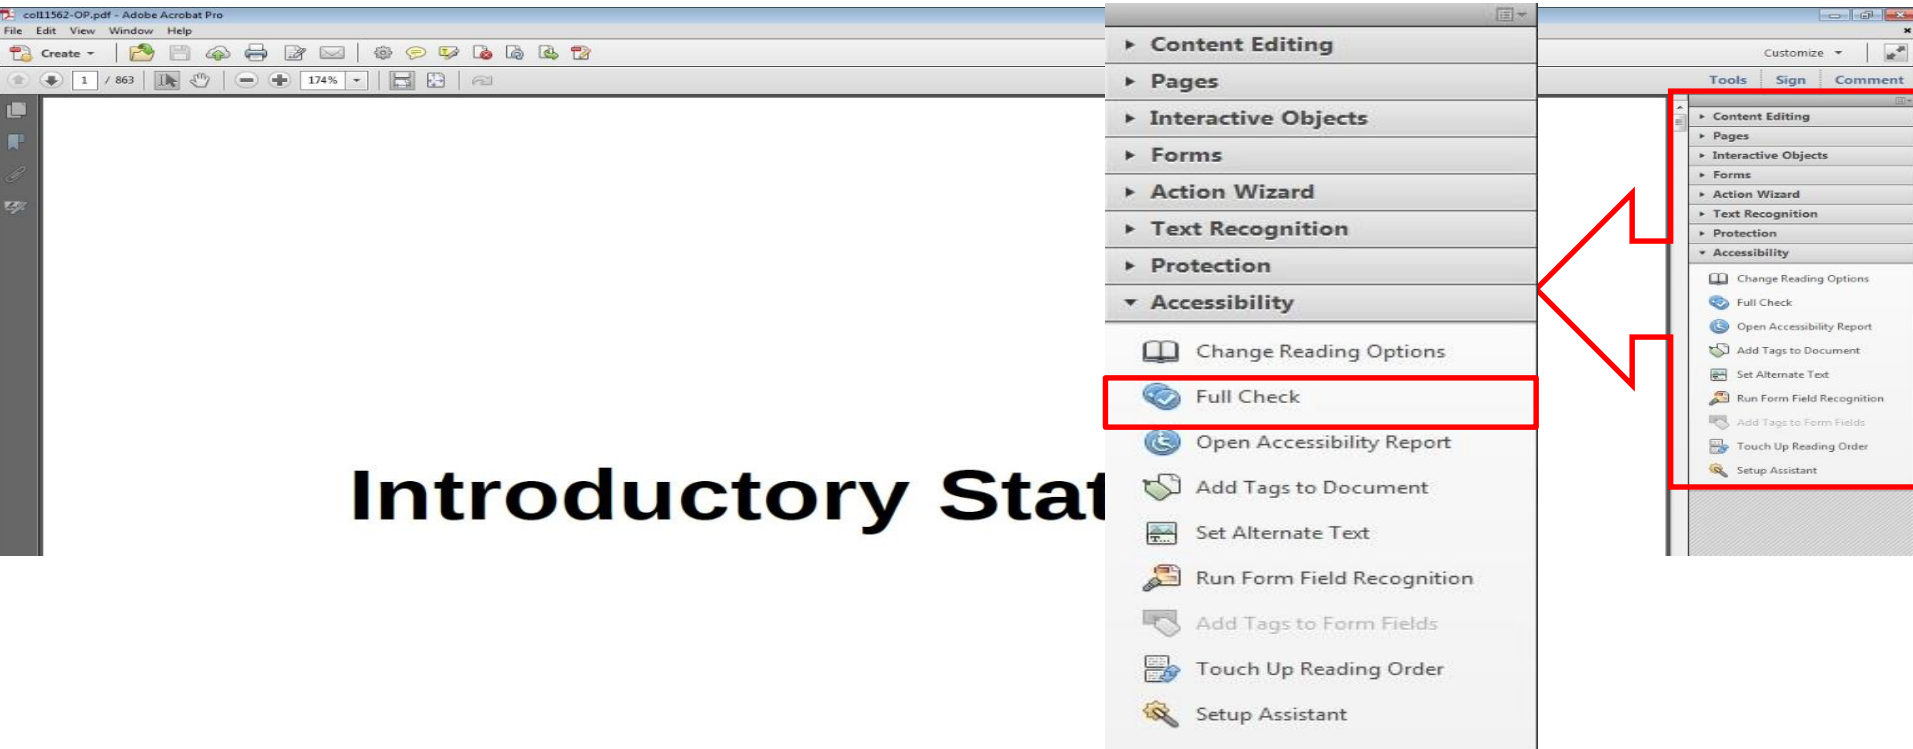 col11562-OP.pdf - Adobe Acrobat Pro
File Edit View Window Help
Create
Customize
1 / 863
174%
Tools Sign Comment
Introductory Stat
Content Editing
Pages
Interactive Objects
Forms
Action Wizard
Text Recognition
Protection
Accessibility
Change Reading Options
Full Check
Open Accessibility Report
Add Tags to Document
Set Alternate Text
Run Form Field Recognition
Add Tags to Form Fields
Touch Up Reading Order
Setup Assistant
Content Editing
Pages
Interactive Objects
Forms
Action Wizard
Text Recognition
Protection
Accessibility
Change Reading Options
Full Check
Open Accessibility Report
Add Tags to Document
Set Alternate Text
Run Form Field Recognition
Add Tags to Form Fields
Touch Up Reading Order
Setup Assistant